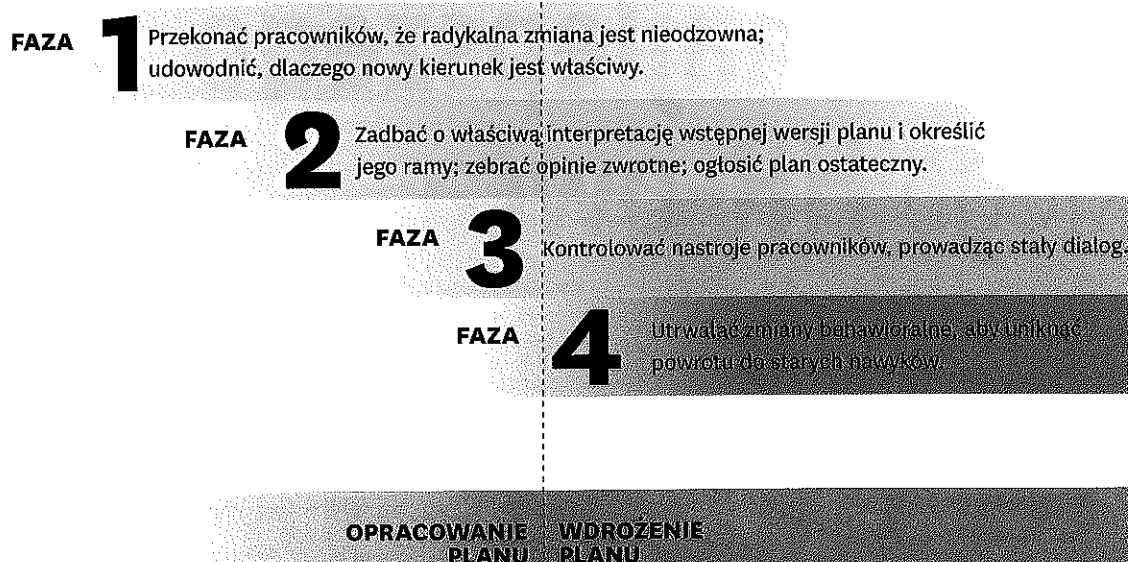 FAZA 1 Przekonać pracowników, że radykalna zmiana jest nieodzowna;
udowodnić, dlaczego nowy kierunek jest właściwy.
FAZA 2 Zadbać o właściwą interpretację wstępnej wersji planu i określić
jego ramy; zebrać opinie zwrotne; ogłosić plan ostateczny.
FAZA 3 Kontrolować nastroje pracowników, prowadząc stały dialog.
FAZA 4 Utrwalać zmiany behawioralne, aby uniknąć
powrotu do starych nawyków.
OPRACOWANIE WDROŻENIE
PLANU PLANU